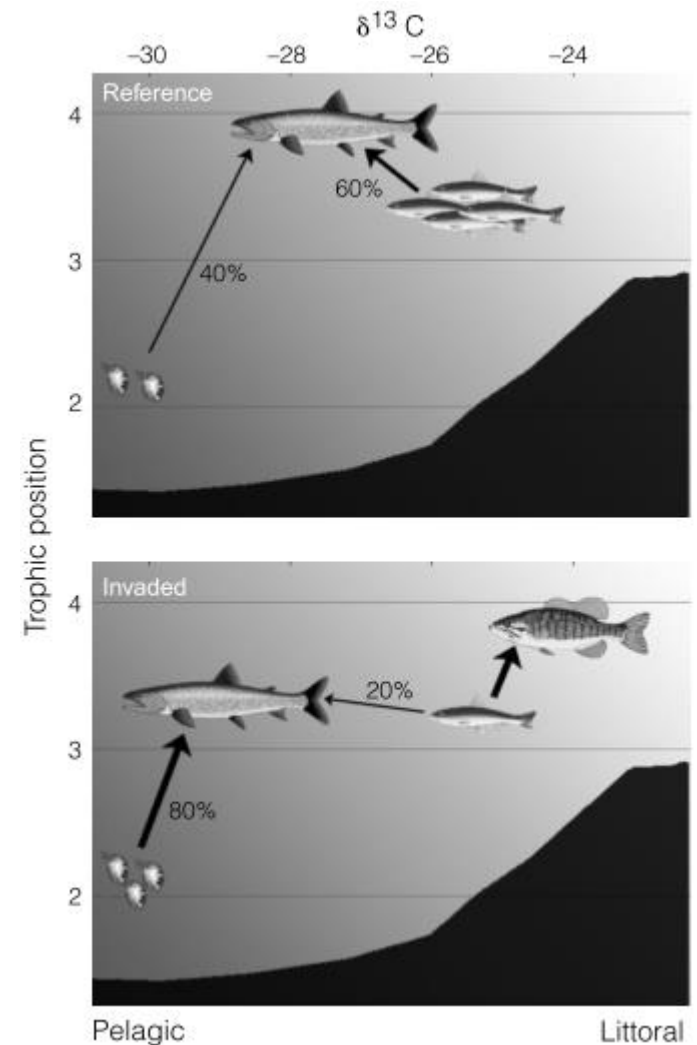 δ13 C
–30 –28 –26 –24
Reference
4
60%
3
40%
2
Trophic position
Invaded
4
20%
3
80%
2
Pelagic Littoral